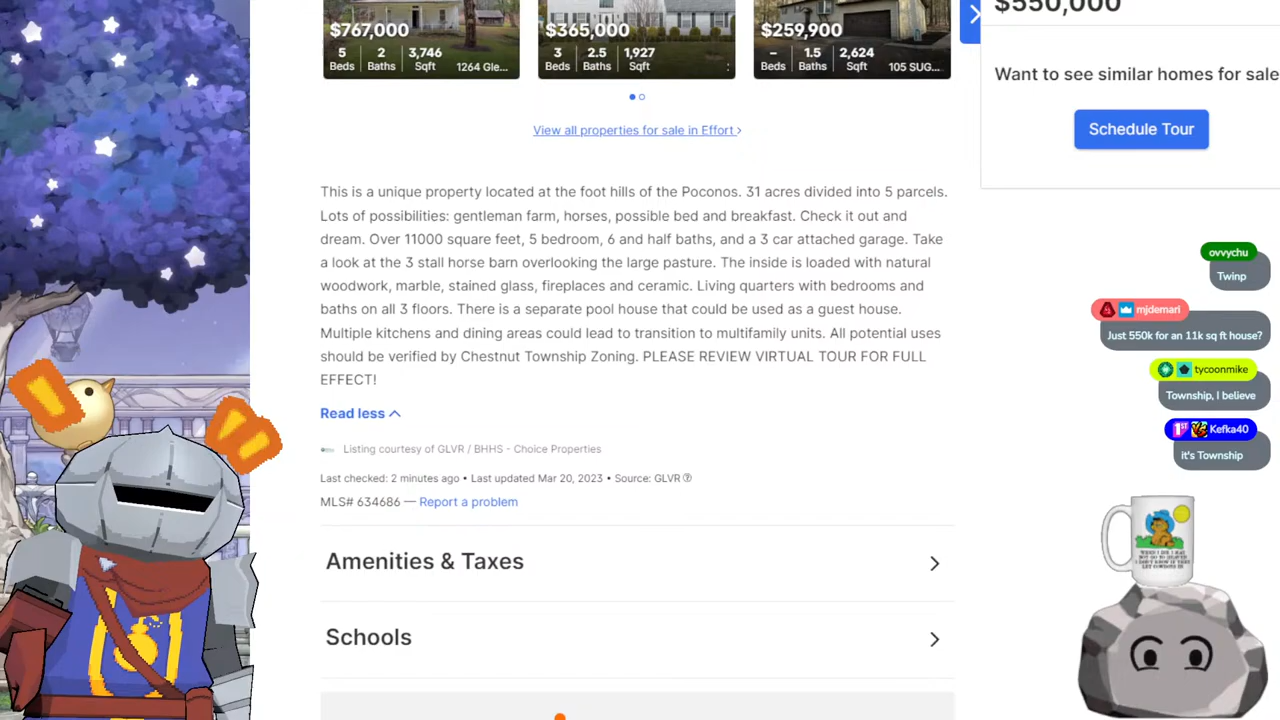 $767,000
5 Beds
2 Baths
3,746 Sqft
1264 Gle...
$365,000
3 Beds
2.5 Baths
1,927 Sqft
$259,900
– Beds
1.5 Baths
2,624 Sqft
105 SUG...
$550,000
Want to see similar homes for sale
Schedule Tour
View all properties for sale in Effort
This is a unique property located at the foot hills of the Poconos. 31 acres divided into 5 parcels.
Lots of possibilities: gentleman farm, horses, possible bed and breakfast. Check it out and
dream. Over 11000 square feet, 5 bedroom, 6 and half baths, and a 3 car attached garage. Take
a look at the 3 stall horse barn overlooking the large pasture. The inside is loaded with natural
woodwork, marble, stained glass, fireplaces and ceramic. Living quarters with bedrooms and
baths on all 3 floors. There is a separate pool house that could be used as a guest house.
Multiple kitchens and dining areas could lead to transition to multifamily units. All potential uses
should be verified by Chestnut Township Zoning. PLEASE REVIEW VIRTUAL TOUR FOR FULL
EFFECT!
Read less
Listing courtesy of GLVR / BHHS - Choice Properties
Last checked: 2 minutes ago • Last updated Mar 20, 2023 • Source: GLVR
MLS# 634686 — Report a problem
Amenities & Taxes
Schools
ovvychu
Twinp
mjdemari
Just 550k for an 11k sq ft house?
tycoonmike
Township, I believe
1ST Kefka40
it's Township